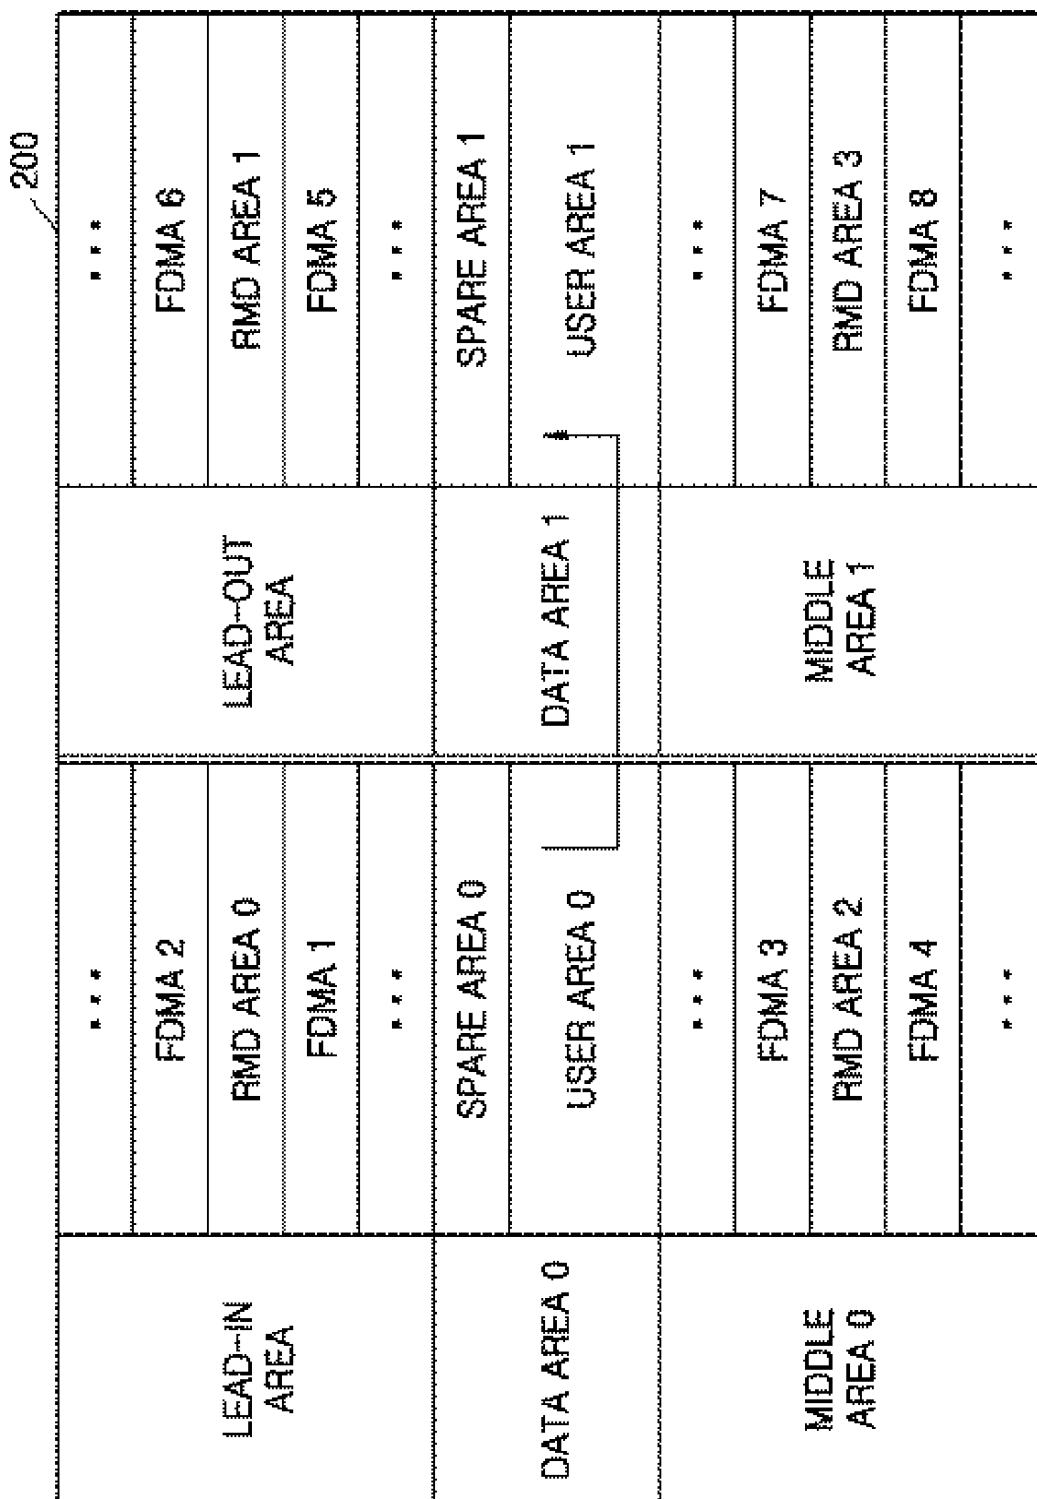 200
LEAD-IN
AREA
...
FDMA 2
RMD AREA 0
FDMA 1
...
DATA AREA 0
SPARE AREA 0
USER AREA 0
MIDDLE
AREA 0
...
FDMA 3
RMD AREA 2
FDMA 4
...
LEAD-OUT
AREA
...
FDMA 6
RMD AREA 1
FDMA 5
...
DATA AREA 1
SPARE AREA 1
USER AREA 1
MIDDLE
AREA 1
...
FDMA 7
RMD AREA 3
FDMA 8
...